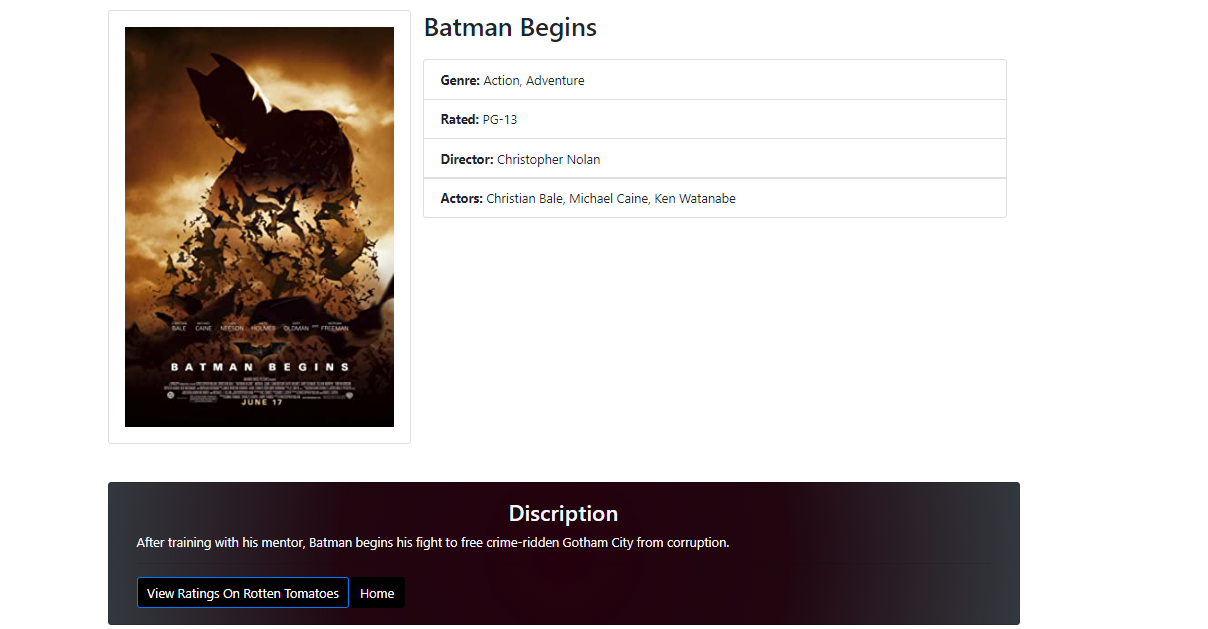 Batman Begins
Genre: Action, Adventure
Rated: PG-13
Director: Christopher Nolan
Actors: Christian Bale, Michael Caine, Ken Watanabe
BALE CAINE NEESON HOLMES OLDMAN FREEMAN
BATMAN BEGINS
JUNE 17
Discription
After training with his mentor, Batman begins his fight to free crime-ridden Gotham City from corruption.
View Ratings On Rotten Tomatoes Home